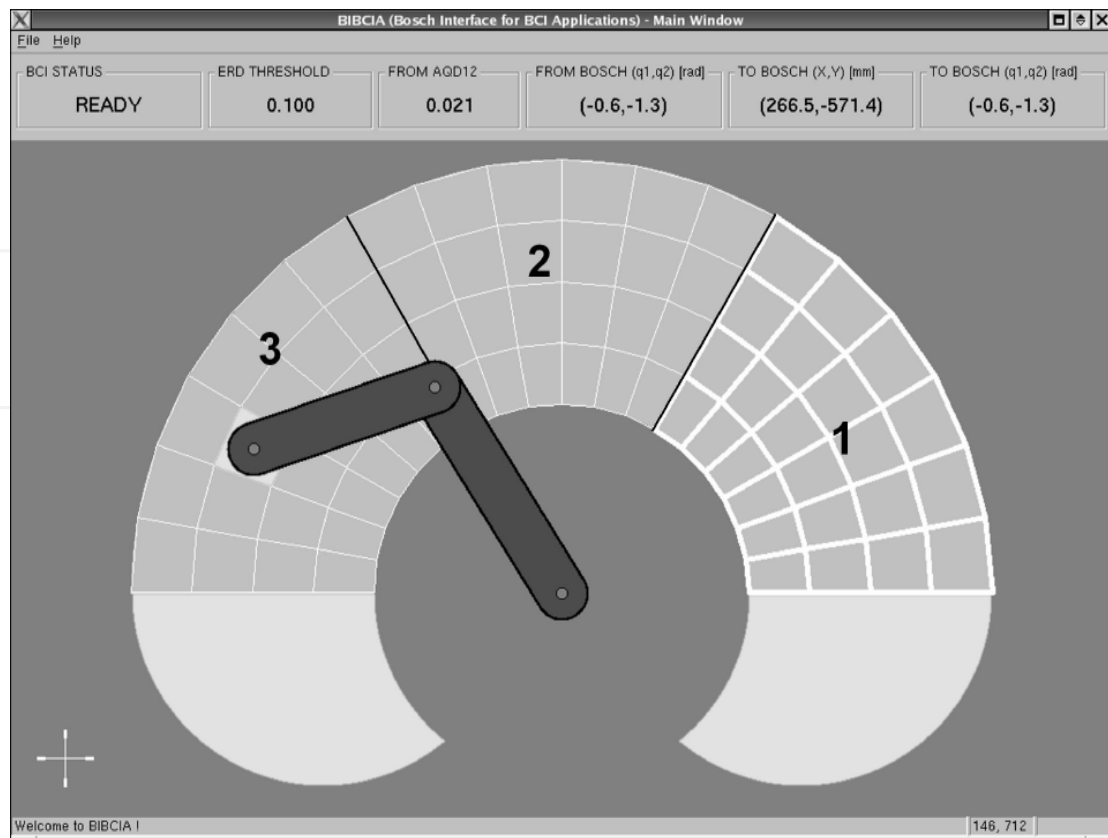 BIBCIA (Bosch Interface for BCI Applications) - Main Window
File Help
BCI STATUS
READY
ERD THRESHOLD
0.100
FROM AQD12
0.021
FROM BOSCH (q1,q2) [rad]
(-0.6,-1.3)
TO BOSCH (X,Y) [mm]
(266.5,-571.4)
TO BOSCH (q1,q2) [rad]
(-0.6,-1.3)
2
3
1
Welcome to BIBCIA !
146, 712